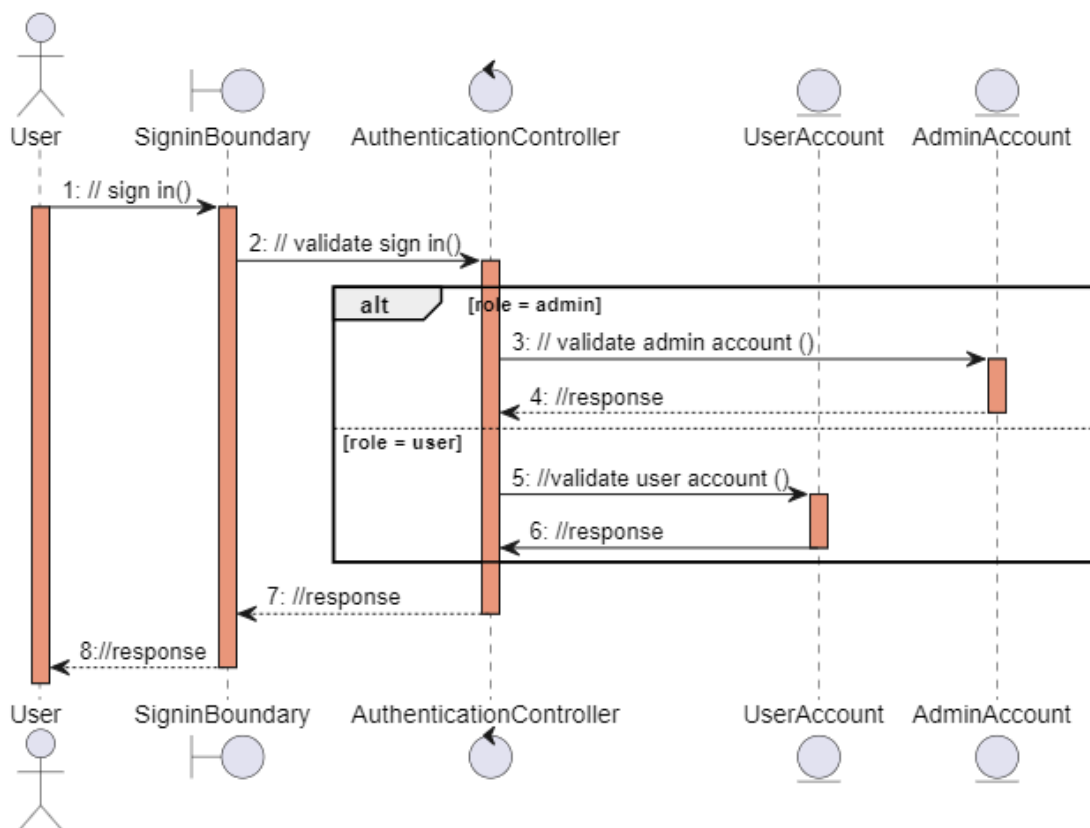 User
SigninBoundary
AuthenticationController
UserAccount
AdminAccount
1: // sign in()
2: // validate sign in()
alt
[role = admin]
3: // validate admin account ()
4: //response
[role = user]
5: //validate user account ()
6: //response
7: //response
8://response
User
SigninBoundary
AuthenticationController
UserAccount
AdminAccount